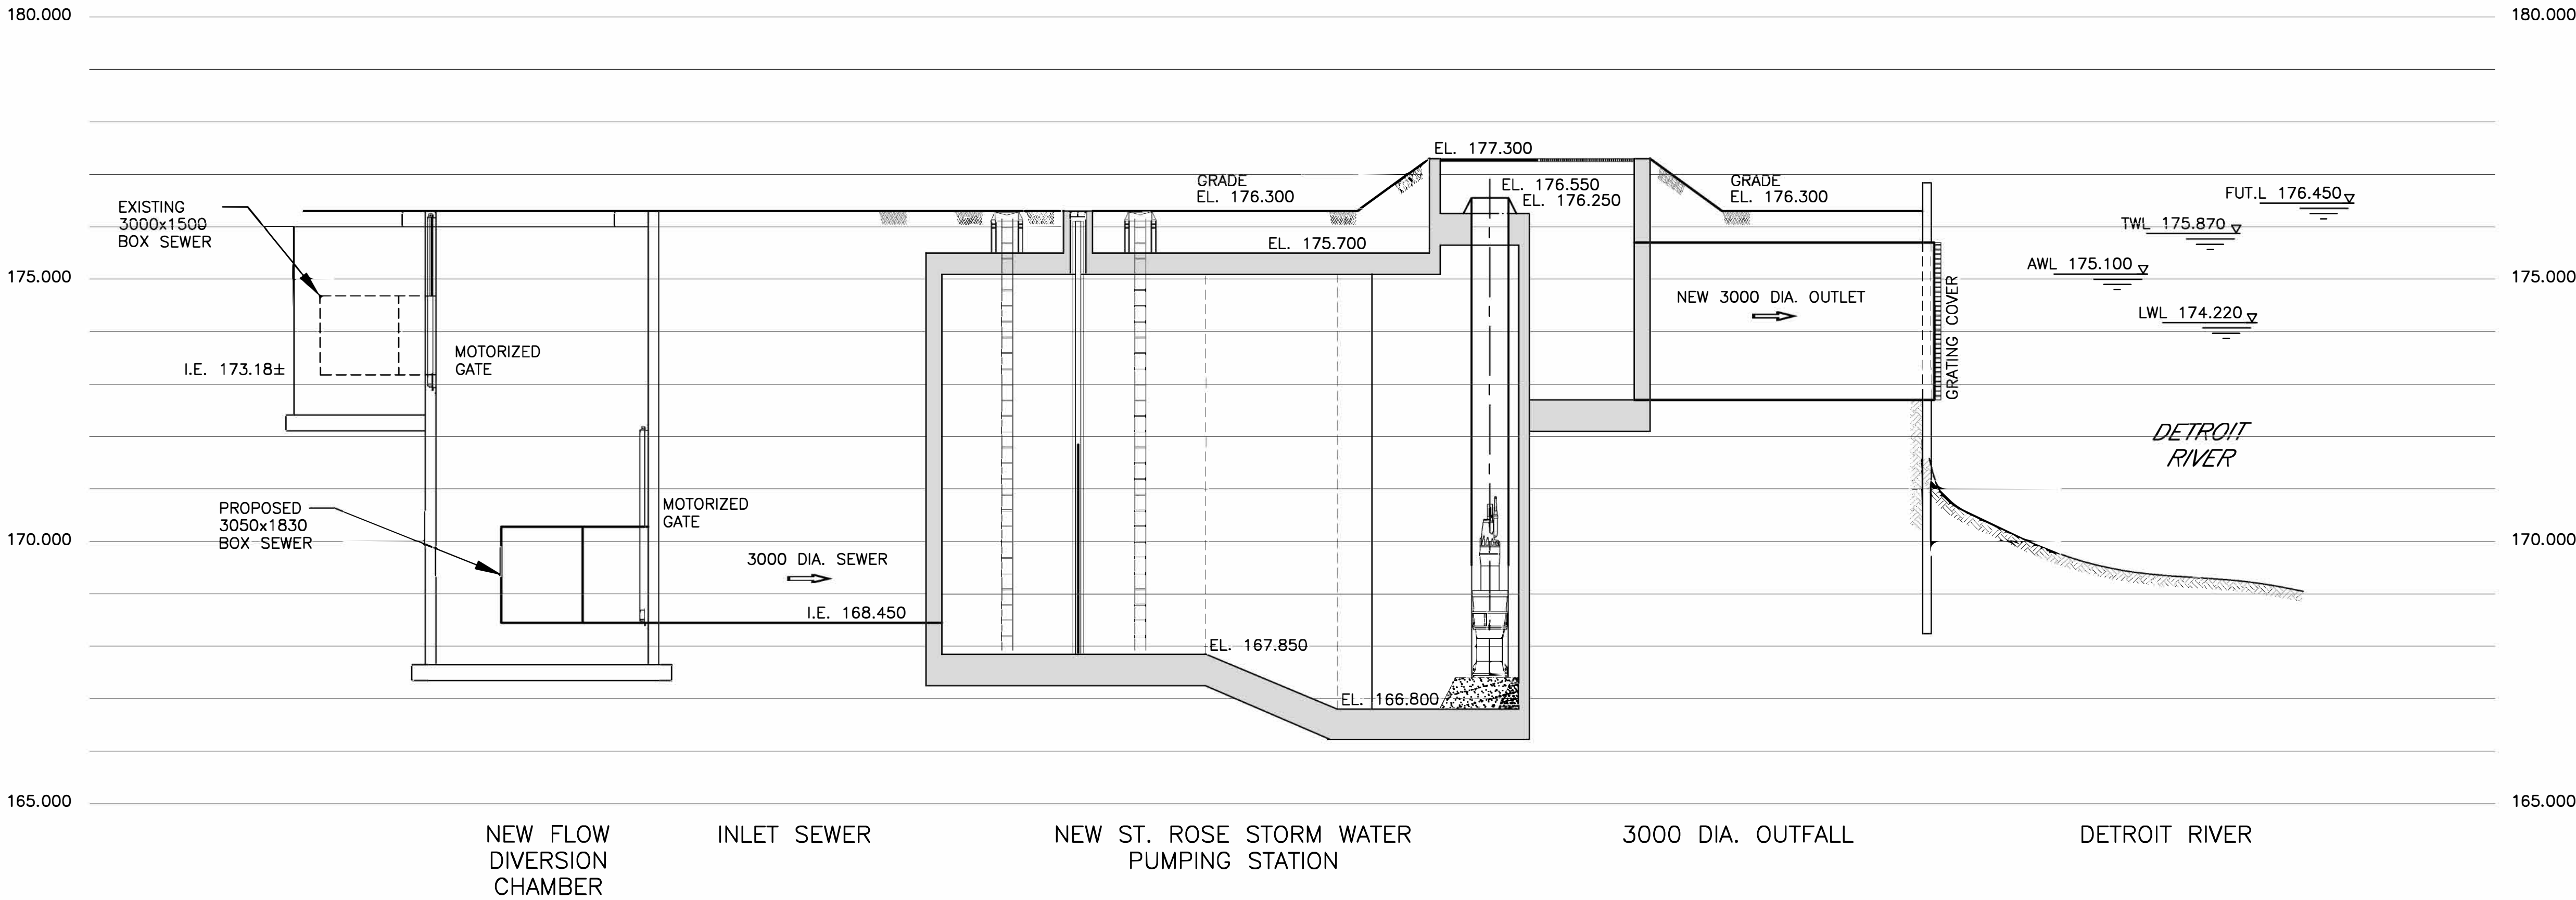 180.000
180.000
EL. 177.300
GRADE
EL. 176.300
EL. 176.550
EL. 176.250
GRADE
EL. 176.300
FUT.L 176.450
EXISTING
3000x1500
BOX SEWER
TWL 175.870
EL. 175.700
AWL 175.100
175.000
175.000
NEW 3000 DIA. OUTLET
GRATING COVER
LWL 174.220
I.E. 173.18±
MOTORIZED
GATE
DETROIT
RIVER
PROPOSED
3050x1830
BOX SEWER
MOTORIZED
GATE
170.000
170.000
3000 DIA. SEWER
I.E. 168.450
EL. 167.850
EL. 166.800
165.000
165.000
NEW FLOW
DIVERSION
CHAMBER
INLET SEWER
NEW ST. ROSE STORM WATER
PUMPING STATION
3000 DIA. OUTFALL
DETROIT RIVER